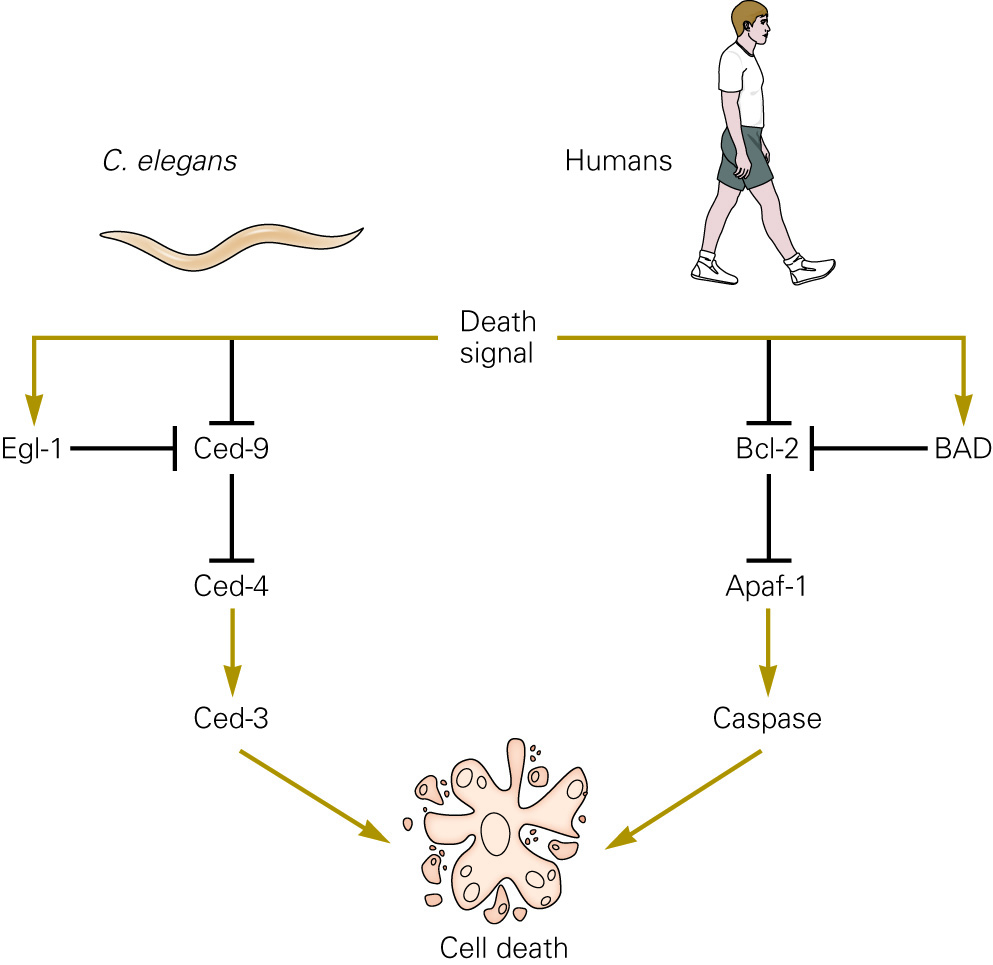 C. elegans
Humans
Death
signal
Egl-1
Ced-9
Bcl-2
BAD
Ced-4
Apaf-1
Ced-3
Caspase
Cell death